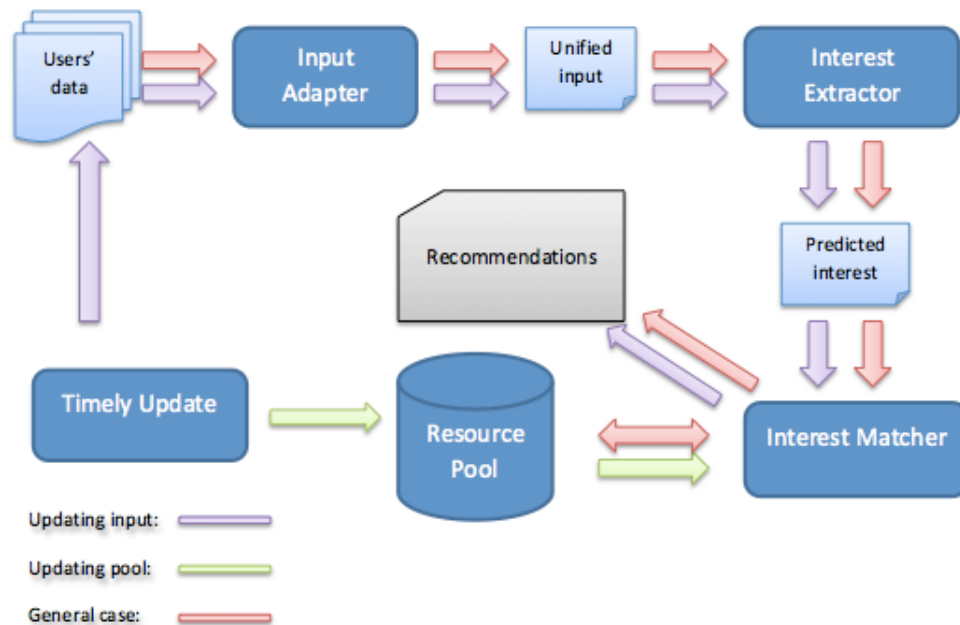 Users'
data
Input
Adapter
Unified
input
Interest
Extractor
Recommendations
Predicted
interest
Timely Update
Resource
Pool
Interest Matcher
Updating input:
Updating pool:
General case: